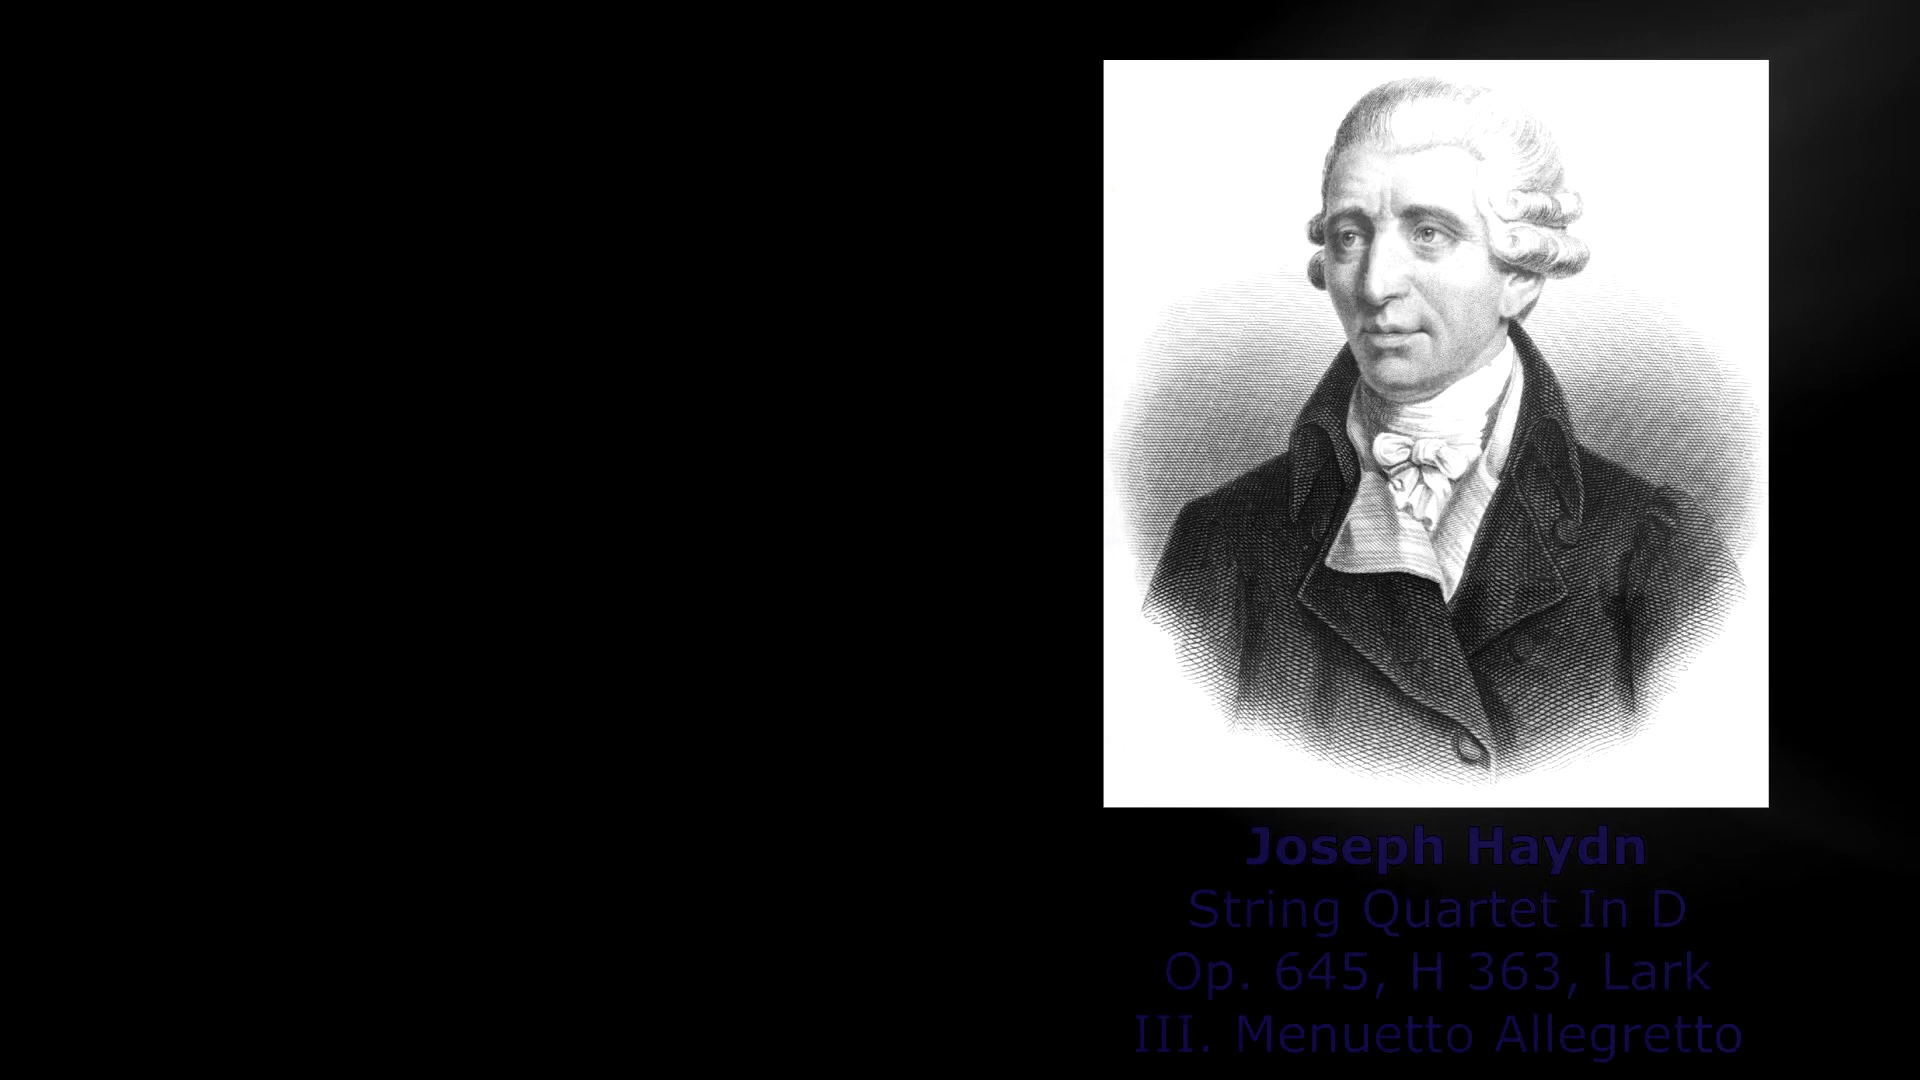 Joseph Haydn
String Quartet In D
Op. 645, H 363, Lark
III. Menuetto Allegretto